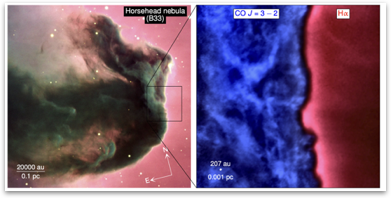 Horsehead nebula
(B33)
20000 au
0.1 pc
N
E
CO J = 3 − 2
Hα
207 au
0.001 pc